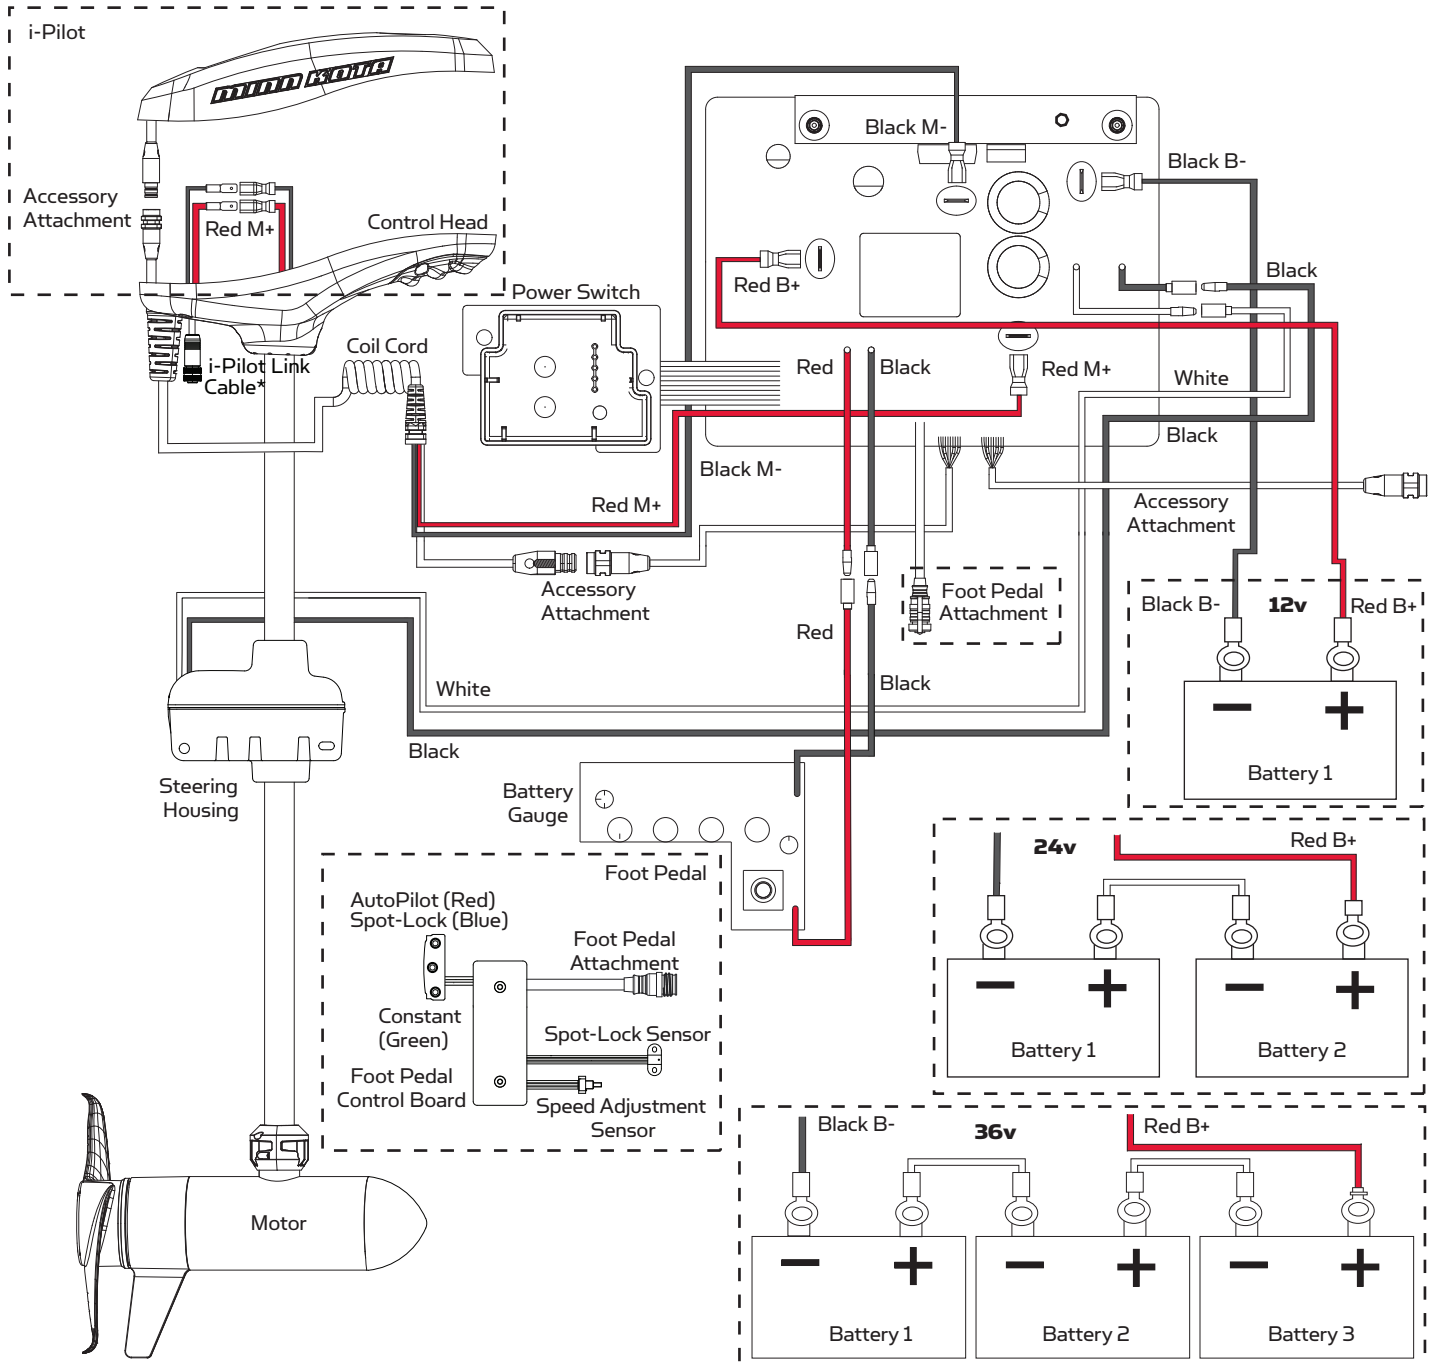 i-Pilot
MINN KOTA
Accessory
Attachment
Red M+
Control Head
i-Pilot Link
Cable*
Coil Cord
Power Switch
Black M-
Black B-
Red B+
Black
Red M+
White
Black
Red
Black
Black M-
Red M+
Accessory
Attachment
Accessory
Attachment
Foot Pedal
Attachment
Red
Black
White
Black
Steering
Housing
Battery
Gauge
Foot Pedal
AutoPilot (Red)
Spot-Lock (Blue)
Foot Pedal
Attachment
Constant
(Green)
Spot-Lock Sensor
Foot Pedal
Control Board
Speed Adjustment
Sensor
Motor
Black B-
12v
Red B+
Battery 1
24v
Red B+
Battery 1
Battery 2
Black B-
36v
Red B+
Battery 1
Battery 2
Battery 3